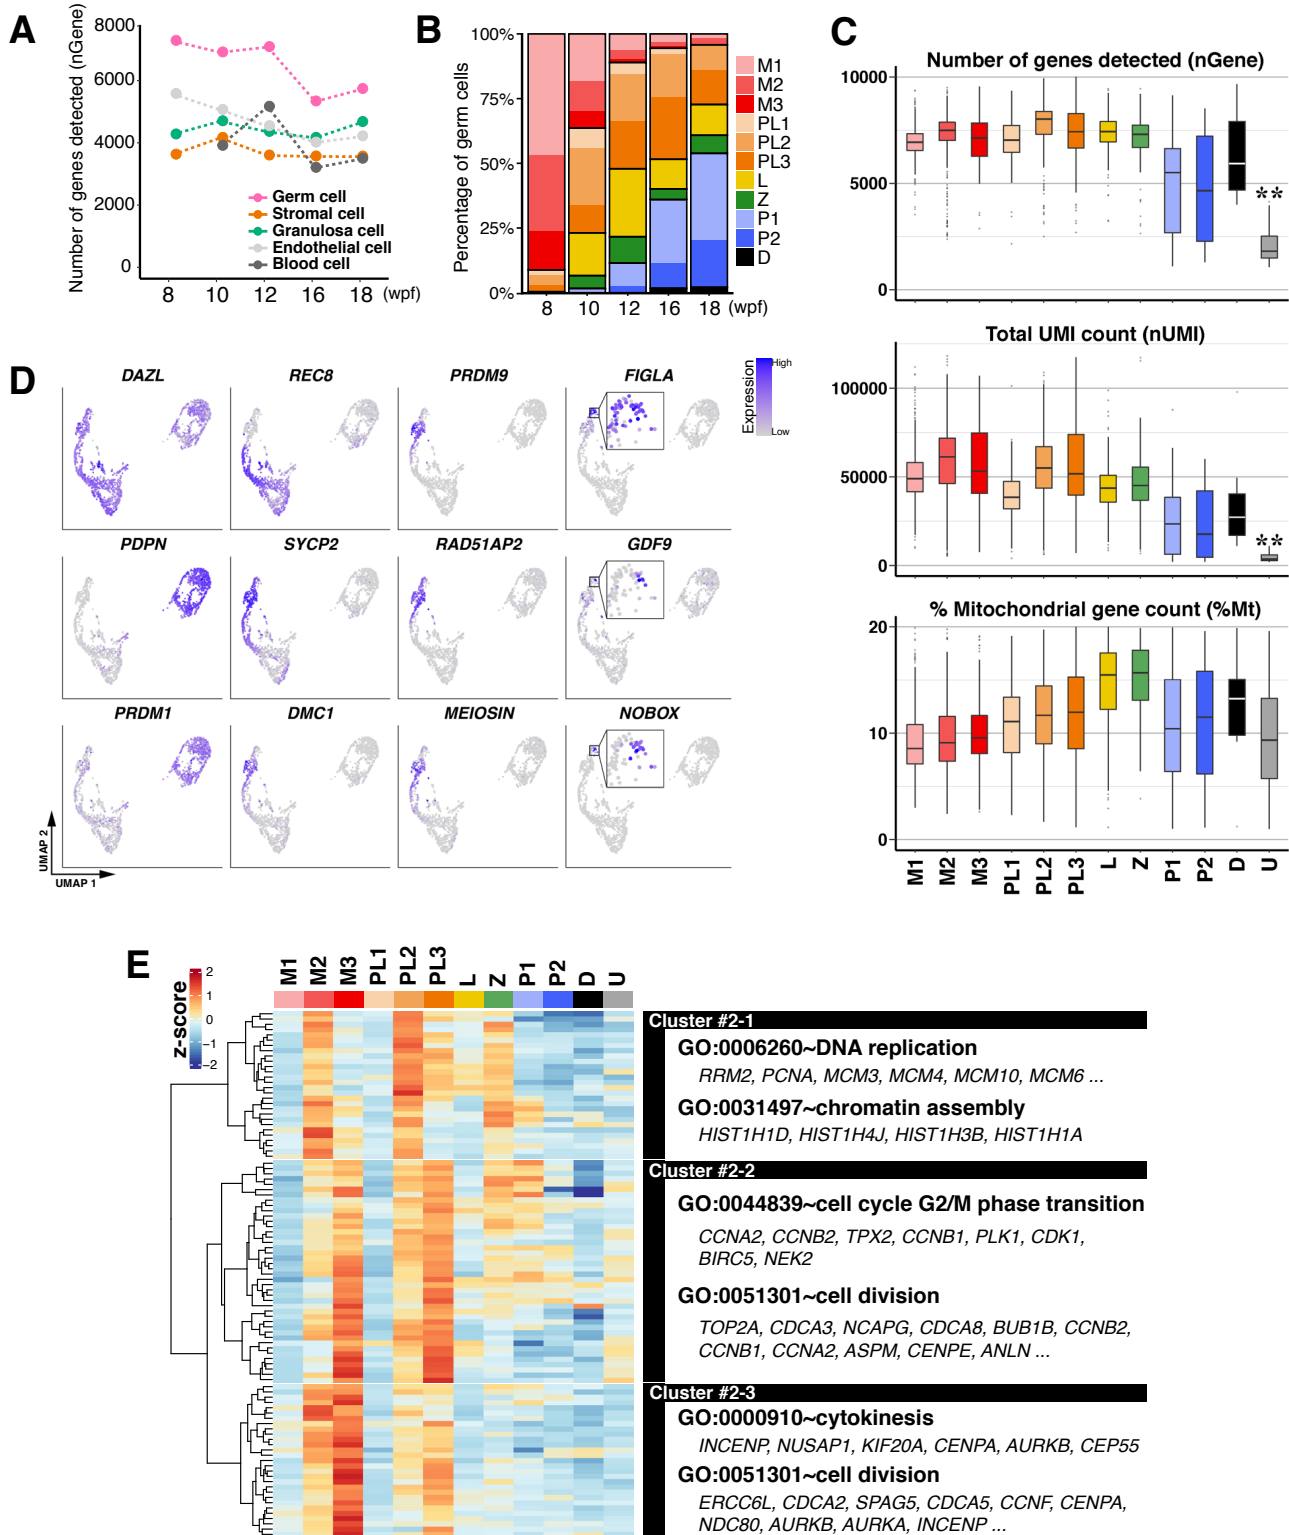 A
Number of genes detected (nGene)
8000
6000
4000
2000
0
8 10 12 16 18 (wpf)
Germ cell
Stromal cell
Granulosa cell
Endothelial cell
Blood cell
B
Percentage of germ cells
100%
75%
50%
25%
0%
8 10 12 16 18 (wpf)
M1
M2
M3
PL1
PL2
PL3
L
Z
P1
P2
D
C
Number of genes detected (nGene)
10000
5000
0
**
Total UMI count (nUMI)
100000
50000
0
**
% Mitochondrial gene count (%Mt)
20
10
0
M1 M2 M3 PL1 PL2 PL3 L Z P1 P2 D U
D
DAZL REC8 PRDM9 FIGLA
Expression
High
Low
PDPN SYCP2 RAD51AP2 GDF9
PRDM1 DMC1 MEIOSIN NOBOX
UMAP 2
UMAP 1
E
z-score
2
1
0
−1
−2
M1 M2 M3 PL1 PL2 PL3 L Z P1 P2 D U
Cluster #2-1
GO:0006260~DNA replication
RRM2, PCNA, MCM3, MCM4, MCM10, MCM6 ...
GO:0031497~chromatin assembly
HIST1H1D, HIST1H4J, HIST1H3B, HIST1H1A
Cluster #2-2
GO:0044839~cell cycle G2/M phase transition
CCNA2, CCNB2, TPX2, CCNB1, PLK1, CDK1,
BIRC5, NEK2
GO:0051301~cell division
TOP2A, CDCA3, NCAPG, CDCA8, BUB1B, CCNB2,
CCNB1, CCNA2, ASPM, CENPE, ANLN ...
Cluster #2-3
GO:0000910~cytokinesis
INCENP, NUSAP1, KIF20A, CENPA, AURKB, CEP55
GO:0051301~cell division
ERCC6L, CDCA2, SPAG5, CDCA5, CCNF, CENPA,
NDC80, AURKB, AURKA, INCENP ...